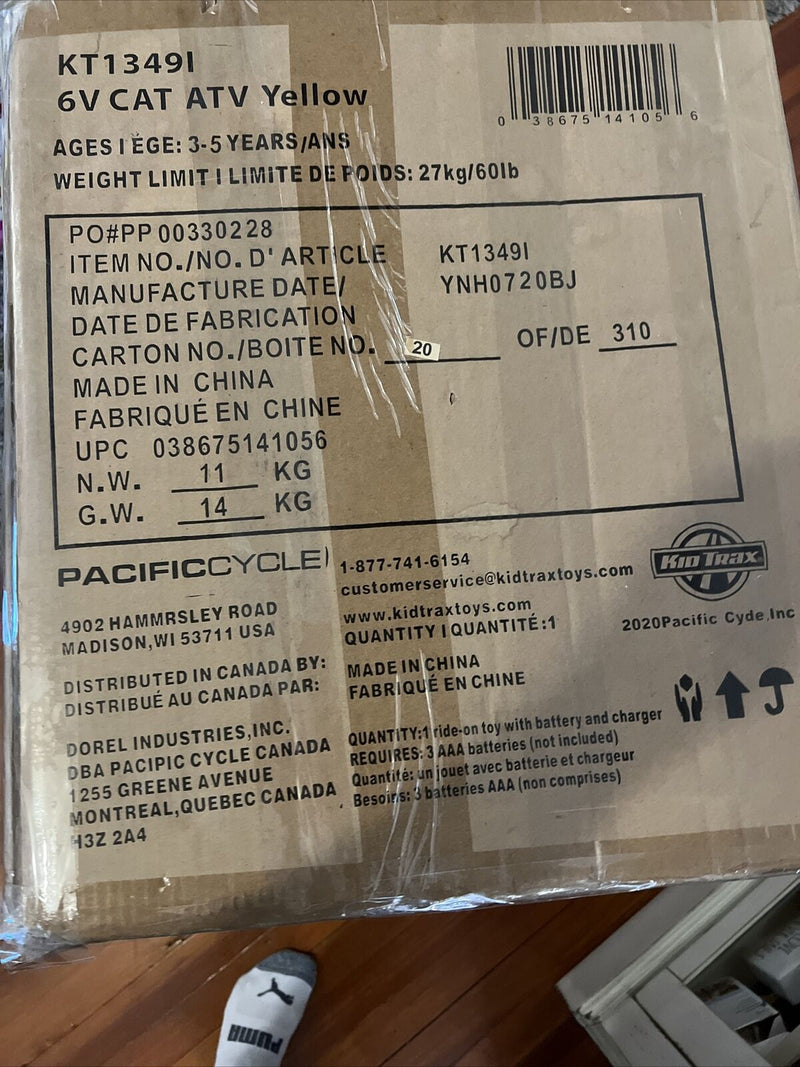 KT1349I
6V CAT ATV Yellow
AGES I ÈGE: 3-5 YEARS/ANS
WEIGHT LIMIT I LIMITE DE POIDS: 27kg/60lb
0 38675 14105 6
PO#PP 00330228
ITEM NO./NO. D' ARTICLE KT1349I
MANUFACTURE DATE/ YNH0720BJ
DATE DE FABRICATION
CARTON NO./BOITE NO. 20 OF/DE 310
MADE IN CHINA
FABRIQUÉ EN CHINE
UPC 038675141056
N.W. 11 KG
G.W. 14 KG
PACIFICCYCLE
4902 HAMMRSLEY ROAD
MADISON,WI 53711 USA
DISTRIBUTED IN CANADA BY:
DISTRIBUÉ AU CANADA PAR:
DOREL INDUSTRIES,INC.
DBA PACIFIC CYCLE CANADA
1255 GREENE AVENUE
MONTREAL,QUEBEC CANADA
H3Z 2A4
1-877-741-6154
customerservice@kidtraxtoys.com
www.kidtraxtoys.com
QUANTITY I QUANTITÉ:1
MADE IN CHINA
FABRIQUÉ EN CHINE
QUANTITY:1 ride-on toy with battery and charger
REQUIRES: 3 AAA batteries (not included)
Quantité: un jouet avec batterie et chargeur
Besoins: 3 batteries AAA (non comprises)
KID TRAX
2020Pacific Cyde,Inc
PUMA